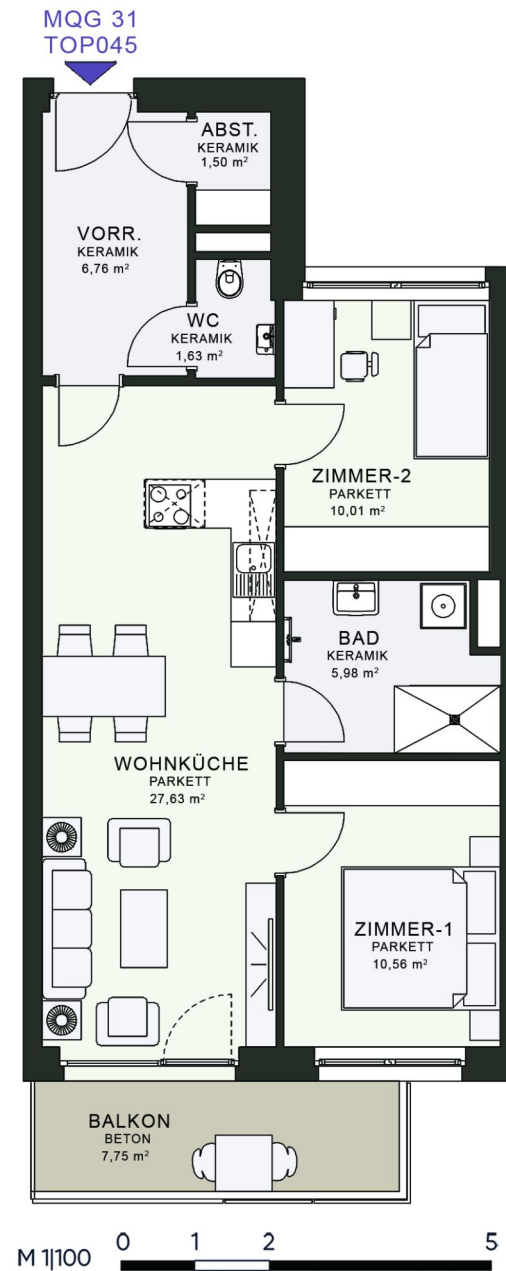 MQG 31
TOP045
ABST.
KERAMIK
1,50 m²
VORR.
KERAMIK
6,76 m²
WC
KERAMIK
1,63 m²
ZIMMER-2
PARKETT
10,01 m²
BAD
KERAMIK
5,98 m²
WOHNKÜCHE
PARKETT
27,63 m²
ZIMMER-1
PARKETT
10,56 m²
BALKON
BETON
7,75 m²
M 1|100
0 1 2 5